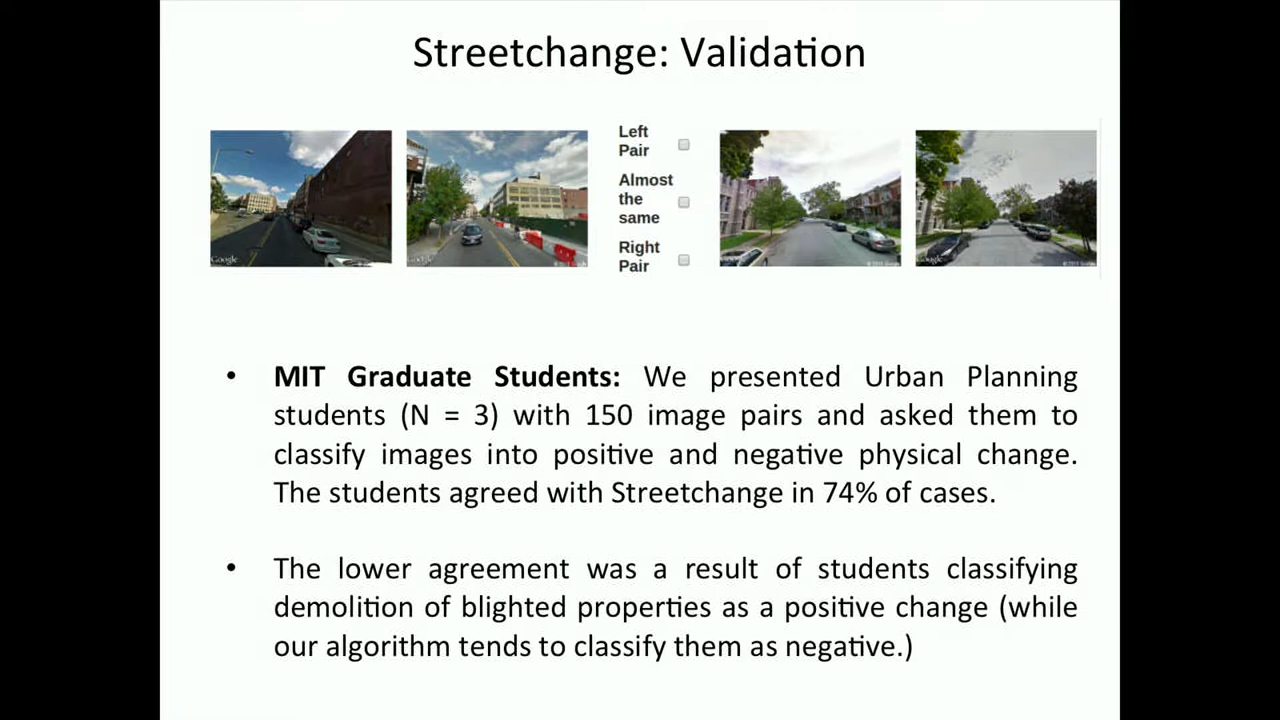 Streetchange: Validation
Left
Pair
Almost
the
same
Right
Pair
Google
Google
• MIT Graduate Students: We presented Urban Planning
students (N = 3) with 150 image pairs and asked them to
classify images into positive and negative physical change.
The students agreed with Streetchange in 74% of cases.
• The lower agreement was a result of students classifying
demolition of blighted properties as a positive change (while
our algorithm tends to classify them as negative.)